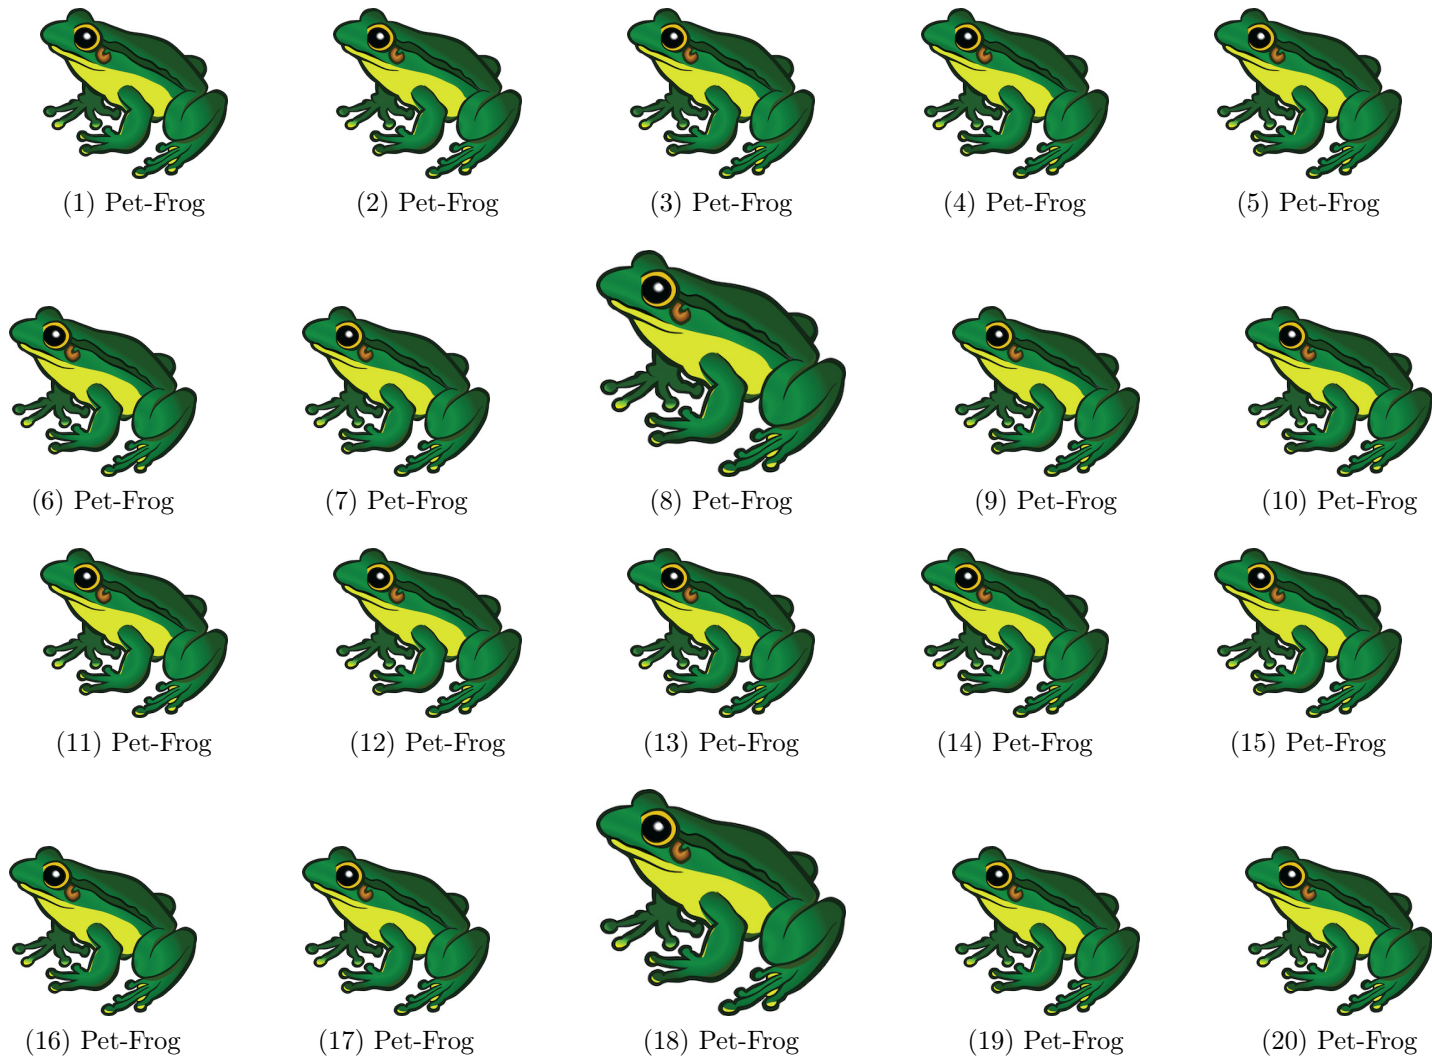 (1) Pet-Frog
(2) Pet-Frog
(3) Pet-Frog
(4) Pet-Frog
(5) Pet-Frog
(6) Pet-Frog
(7) Pet-Frog
(8) Pet-Frog
(9) Pet-Frog
(10) Pet-Frog
(11) Pet-Frog
(12) Pet-Frog
(13) Pet-Frog
(14) Pet-Frog
(15) Pet-Frog
(16) Pet-Frog
(17) Pet-Frog
(18) Pet-Frog
(19) Pet-Frog
(20) Pet-Frog